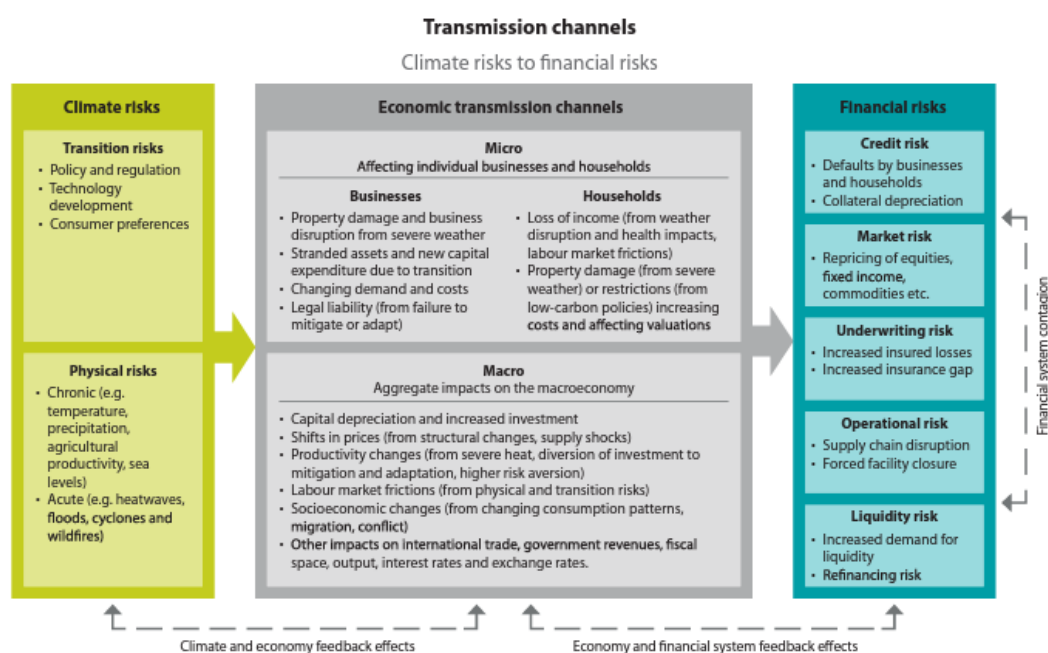 Transmission channels
Climate risks to financial risks
Climate risks
Transition risks
• Policy and regulation
• Technology
development
• Consumer preferences
Physical risks
• Chronic (e.g.
temperature,
precipitation,
agricultural
productivity, sea
levels)
• Acute (e.g. heatwaves,
floods, cyclones and
wildfires)
Economic transmission channels
Micro
Affecting individual businesses and households
Businesses
• Property damage and business
disruption from severe weather
• Stranded assets and new capital
expenditure due to transition
• Changing demand and costs
• Legal liability (from failure to
mitigate or adapt)
Households
• Loss of income (from weather
disruption and health impacts,
labour market frictions)
• Property damage (from severe
weather) or restrictions (from
low-carbon policies) increasing
costs and affecting valuations
Macro
Aggregate impacts on the macroeconomy
• Capital depreciation and increased investment
• Shifts in prices (from structural changes, supply shocks)
• Productivity changes (from severe heat, diversion of investment to
mitigation and adaptation, higher risk aversion)
• Labour market frictions (from physical and transition risks)
• Socioeconomic changes (from changing consumption patterns,
migration, conflict)
• Other impacts on international trade, government revenues, fiscal
space, output, interest rates and exchange rates.
Financial risks
Credit risk
• Defaults by businesses
and households
• Collateral depreciation
Market risk
• Repricing of equities,
fixed income,
commodities etc.
Underwriting risk
• Increased insured losses
• Increased insurance gap
Operational risk
• Supply chain disruption
• Forced facility closure
Liquidity risk
• Increased demand for
liquidity
• Refinancing risk
Financial system contagion
Climate and economy feedback effects
Economy and financial system feedback effects